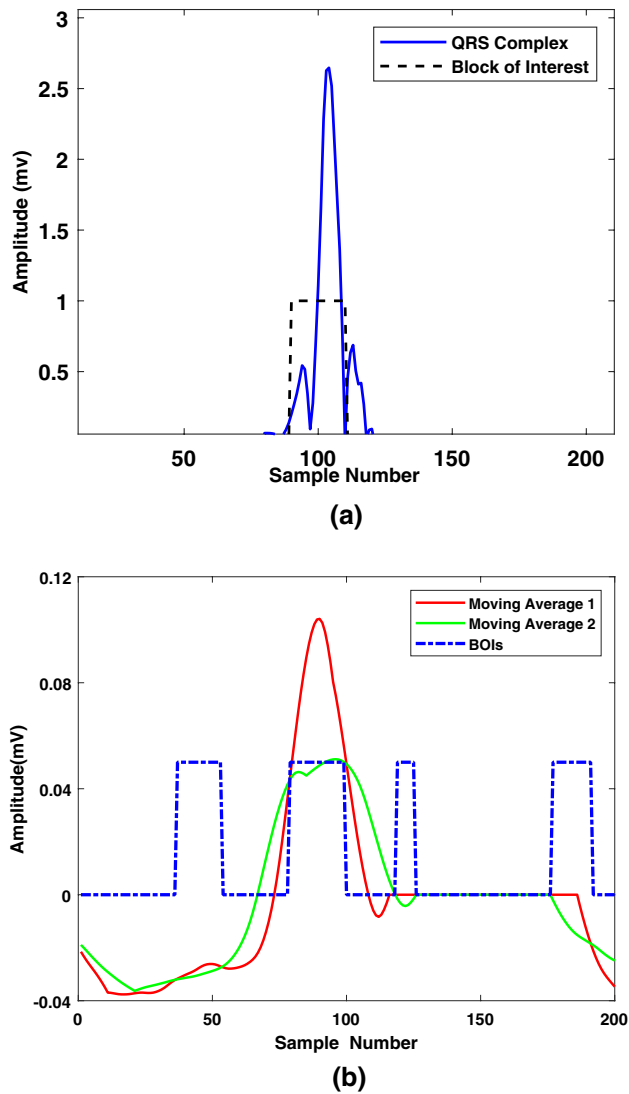 3
2.5
2
1.5
1
0.5
Amplitude (mv)
QRS Complex
Block of Interest
50
100
150
200
Sample Number
(a)
0.12
0.08
0.04
0
-0.04
Amplitude(mV)
Moving Average 1
Moving Average 2
BOIs
0
50
100
150
200
Sample Number
(b)